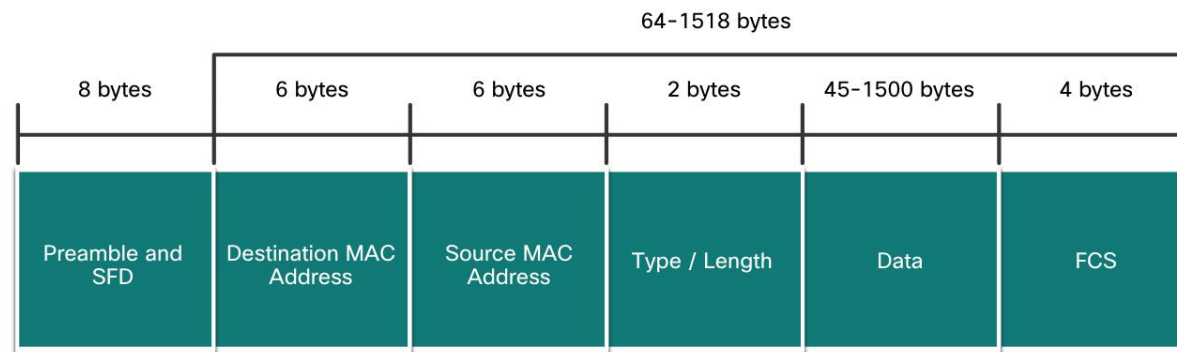 64-1518 bytes
8 bytes
6 bytes
6 bytes
2 bytes
45-1500 bytes
4 bytes
Preamble and
SFD
Destination MAC
Address
Source MAC
Address
Type / Length
Data
FCS